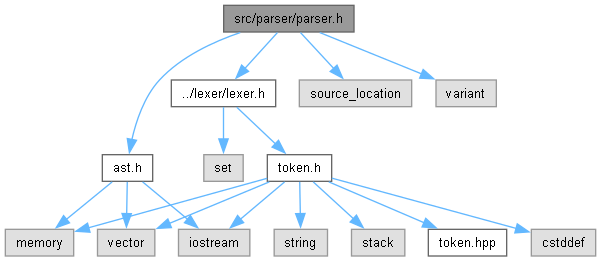 src/parser/parser.h
../lexer/lexer.h
source_location
variant
ast.h
set
token.h
memory
vector
iostream
string
stack
token.hpp
cstddef